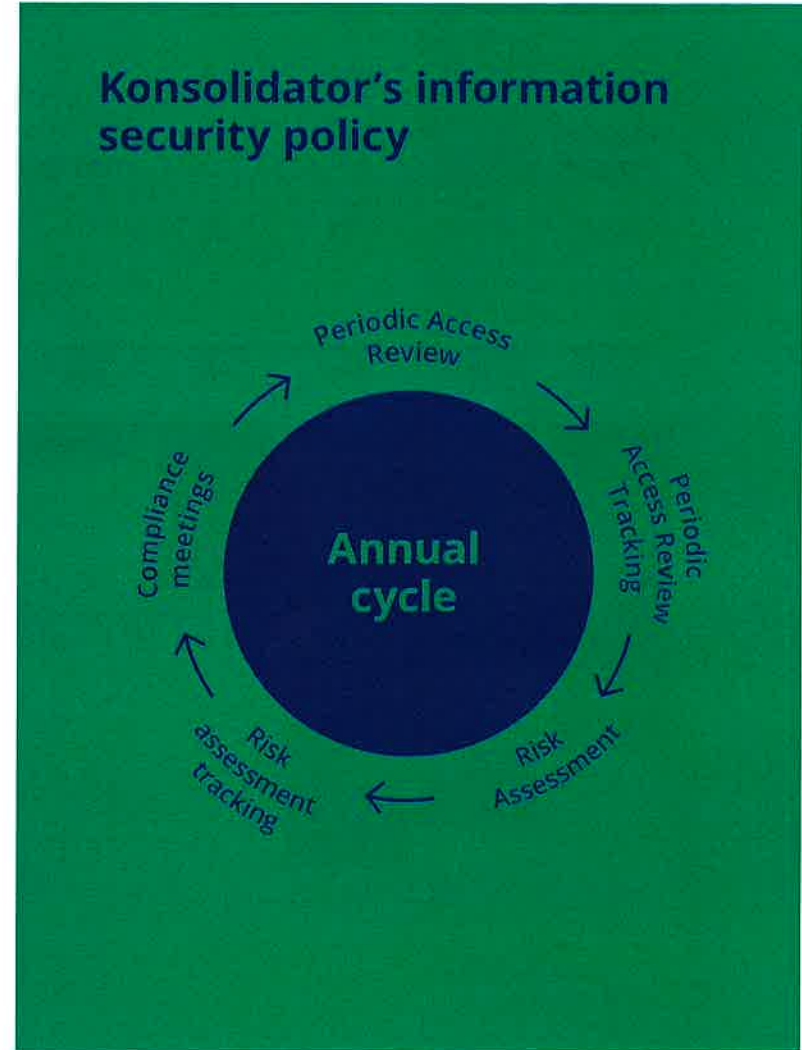 Konsolidator's information
security policy
Periodic Access
Review
Periodic
Access Review
Tracking
Risk
Assessment
Risk
assessment
tracking
Compliance
meetings
Annual
cycle